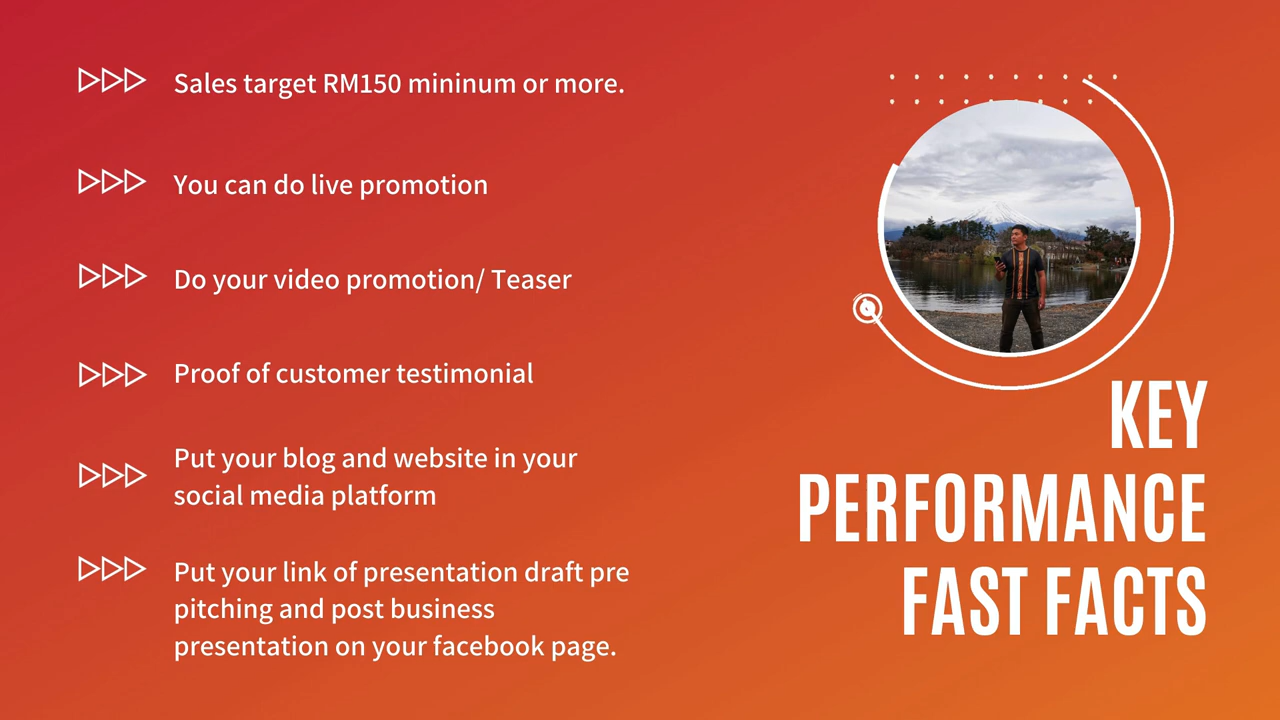 Sales target RM150 mininum or more.
You can do live promotion
Do your video promotion/ Teaser
Proof of customer testimonial
Put your blog and website in your
social media platform
Put your link of presentation draft pre
pitching and post business
presentation on your facebook page.
KEY
PERFORMANCE
FAST FACTS